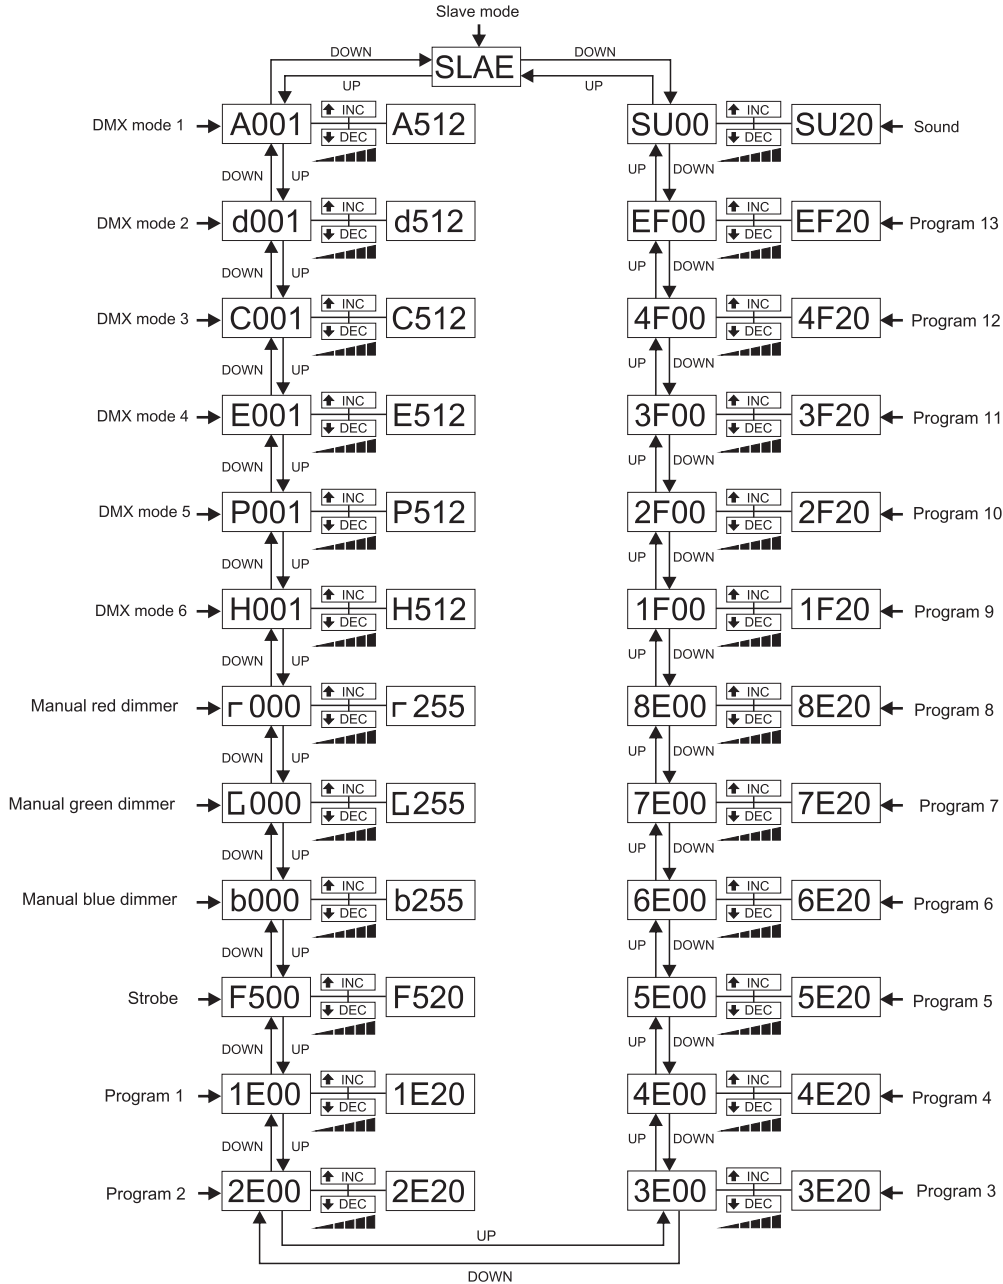 Slave mode
DOWN SLAE DOWN
UP UP
DMX mode 1 A001 INC DEC A512 SU00 INC DEC SU20 Sound
DOWN UP UP DOWN
DMX mode 2 d001 INC DEC d512 EF00 INC DEC EF20 Program 13
DOWN UP UP DOWN
DMX mode 3 C001 INC DEC C512 4F00 INC DEC 4F20 Program 12
DOWN UP UP DOWN
DMX mode 4 E001 INC DEC E512 3F00 INC DEC 3F20 Program 11
DOWN UP UP DOWN
DMX mode 5 P001 INC DEC P512 2F00 INC DEC 2F20 Program 10
DOWN UP UP DOWN
DMX mode 6 H001 INC DEC H512 1F00 INC DEC 1F20 Program 9
DOWN UP UP DOWN
Manual red dimmer r000 INC DEC r255 8E00 INC DEC 8E20 Program 8
DOWN UP UP DOWN
Manual green dimmer G000 INC DEC G255 7E00 INC DEC 7E20 Program 7
DOWN UP UP DOWN
Manual blue dimmer b000 INC DEC b255 6E00 INC DEC 6E20 Program 6
DOWN UP UP DOWN
Strobe F500 INC DEC F520 5E00 INC DEC 5E20 Program 5
DOWN UP UP DOWN
Program 1 1E00 INC DEC 1E20 4E00 INC DEC 4E20 Program 4
DOWN UP UP DOWN
Program 2 2E00 INC DEC 2E20 3E00 INC DEC 3E20 Program 3
UP
DOWN